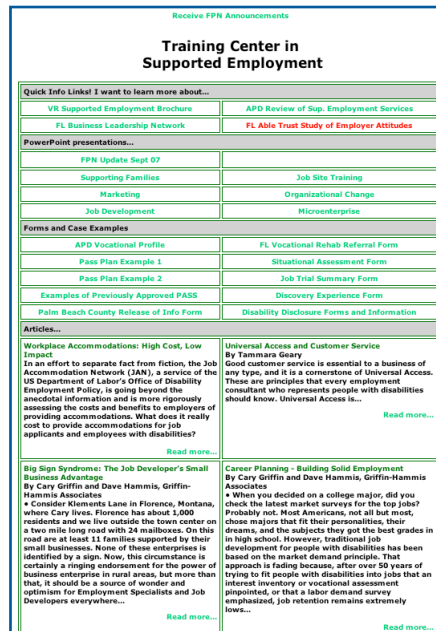 Receive FPN Announcements
Training Center in
Supported Employment
Quick Info Links! I want to learn more about...
VR Supported Employment Brochure
APD Review of Sup. Employment Services
FL Business Leadership Network
FL Able Trust Study of Employer Attitudes
PowerPoint presentations...
FPN Update Sept 07
Supporting Families
Job Site Training
Marketing
Organizational Change
Job Development
Microenterprise
Forms and Case Examples
APD Vocational Profile
FL Vocational Rehab Referral Form
Pass Plan Example 1
Situational Assessment Form
Pass Plan Example 2
Job Trial Summary Form
Examples of Previously Approved PASS
Discovery Experience Form
Palm Beach County Release of Info Form
Disability Disclosure Forms and Information
Articles...
Workplace Accommodations: High Cost, Low
Impact
In an effort to separate fact from fiction, the Job
Accommodation Network (JAN), a service of the
US Department of Labor's Office of Disability
Employment Policy, is going beyond the
anecdotal information and is more rigorously
assessing the costs and benefits to employers of
providing accommodations. What does it really
cost to provide accommodations for job
applicants and employees with disabilities?
Read more...
Universal Access and Customer Service
By Tammara Geary
Good customer service is essential to a business of
any type, and it is a cornerstone of Universal Access.
These are principles that every employment
consultant who represents people with disabilities
should know. Universal Access is...
Read more...
Big Sign Syndrome: The Job Developer's Small
Business Advantage
By Cary Griffin and Dave Hammis, Griffin-
Hammis Associates
• Consider Klements Lane in Florence, Montana,
where Cary lives. Florence has about 1,000
residents and we live outside the town center on
a two mile long road with 24 mailboxes. On this
road are at least 11 families supported by their
small businesses. None of these enterprises is
identified by a sign. Now, this circumstance is
certainly a ringing endorsement for the power of
business enterprise in rural areas, but more than
that, it should be a source of wonder and
optimism for Employment Specialists and Job
Developers everywhere...
Read more...
Career Planning - Building Solid Employment
By Cary Griffin and Dave Hammis, Griffin-Hammis
Associates
• When you decided on a college major, did you
check the latest market surveys for the top jobs?
Probably not. Most Americans, not all but most,
chose majors that fit their personalities, their
dreams, and the subjects they got the best grades in
in high school. However, traditional job
development for people with disabilities has been
based on the market demand principle. That
approach is fading because, after over 50 years of
trying to fit people with disabilities into jobs that an
interest inventory or vocational assessment
pinpointed, or that a labor demand survey
emphasized, job retention remains extremely
lows...
Read more...